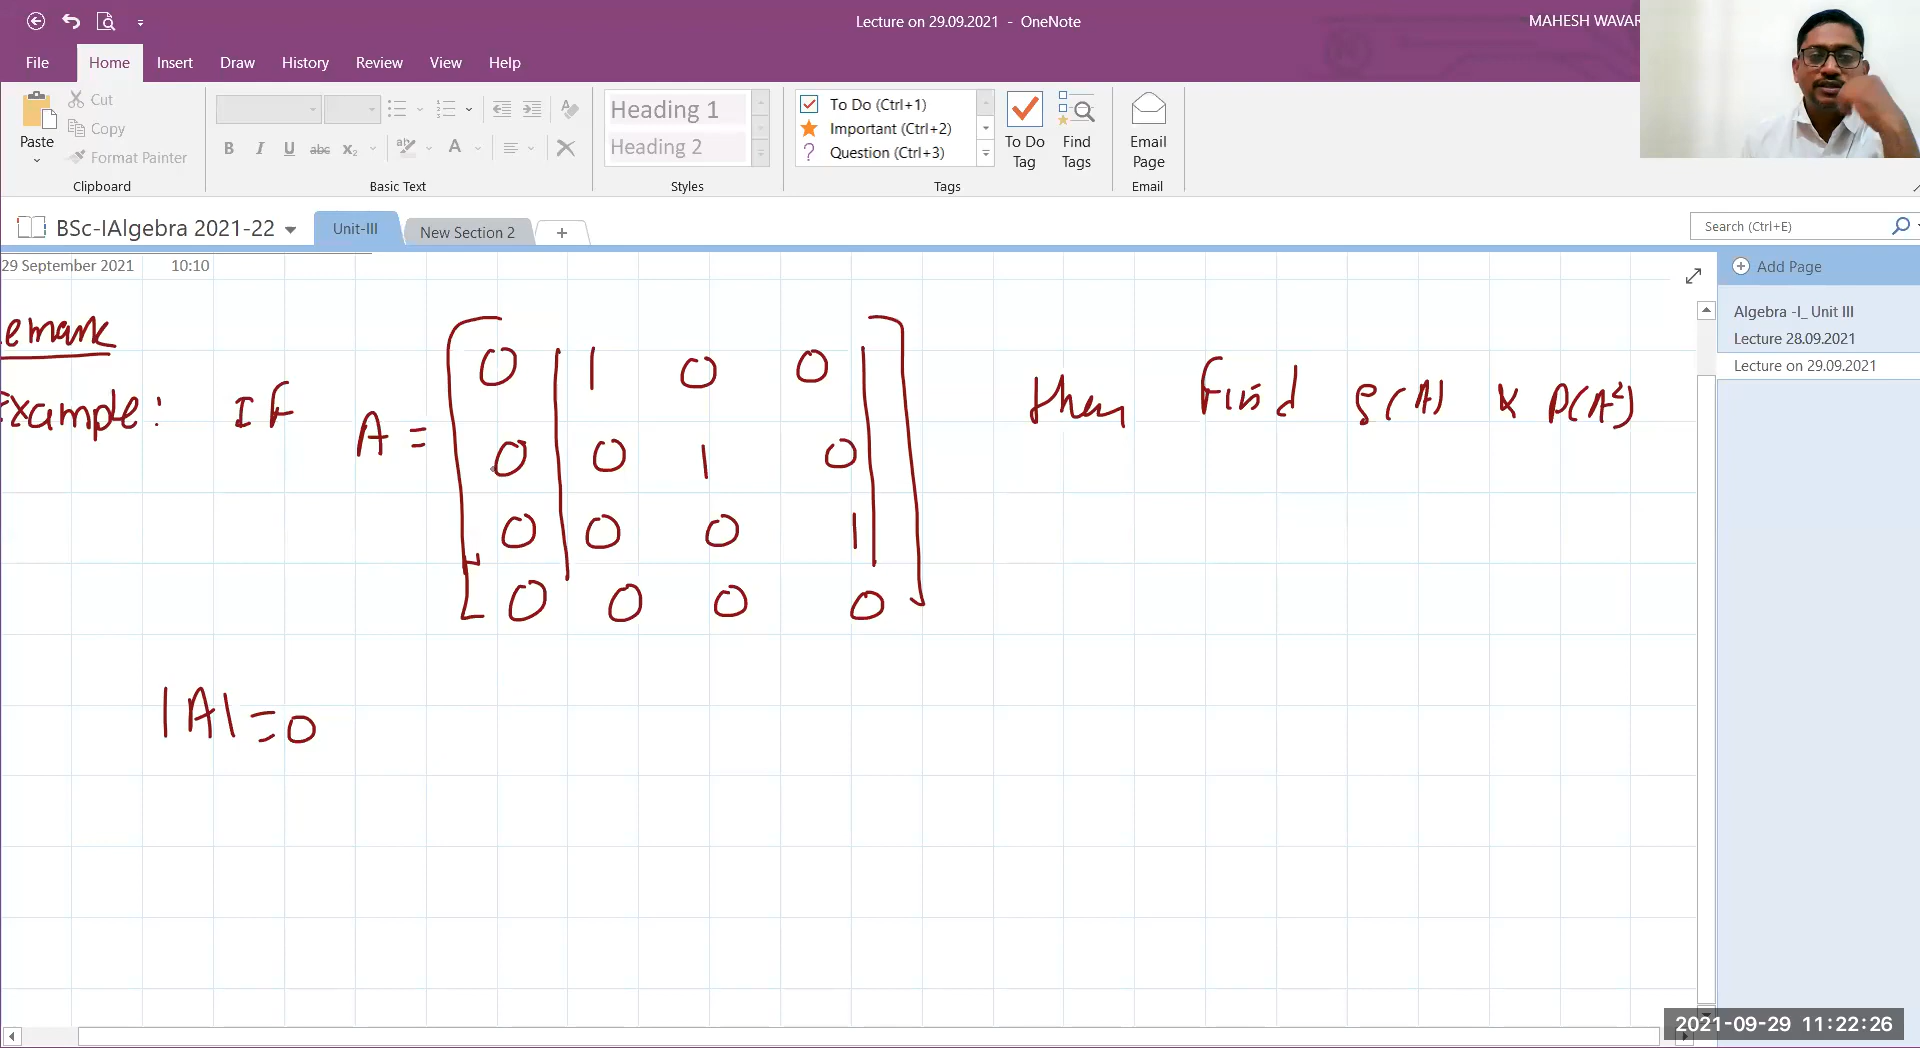 Lecture on 29.09.2021 - OneNote
MAHESH WAVAR
File Home Insert Draw History Review View Help
Paste
Cut
Copy
Format Painter
Clipboard
B I U abc x₂ A
Basic Text
Heading 1
Heading 2
Styles
To Do (Ctrl+1)
Important (Ctrl+2)
Question (Ctrl+3)
Tags
To Do Tag
Find Tags
Email Page
Email
BSc-IAlgebra 2021-22
Unit-III
New Section 2
+
Search (Ctrl+E)
29 September 2021 10:10
Add Page
Algebra -I_ Unit III
Lecture 28.09.2021
Lecture on 29.09.2021
emark
Example: If A =
0 1 0 0
0 0 1 0
0 0 0 1
0 0 0 0
then find ρ(A) & ρ(A²)
|A| = 0
2021-09-29 11:22:26